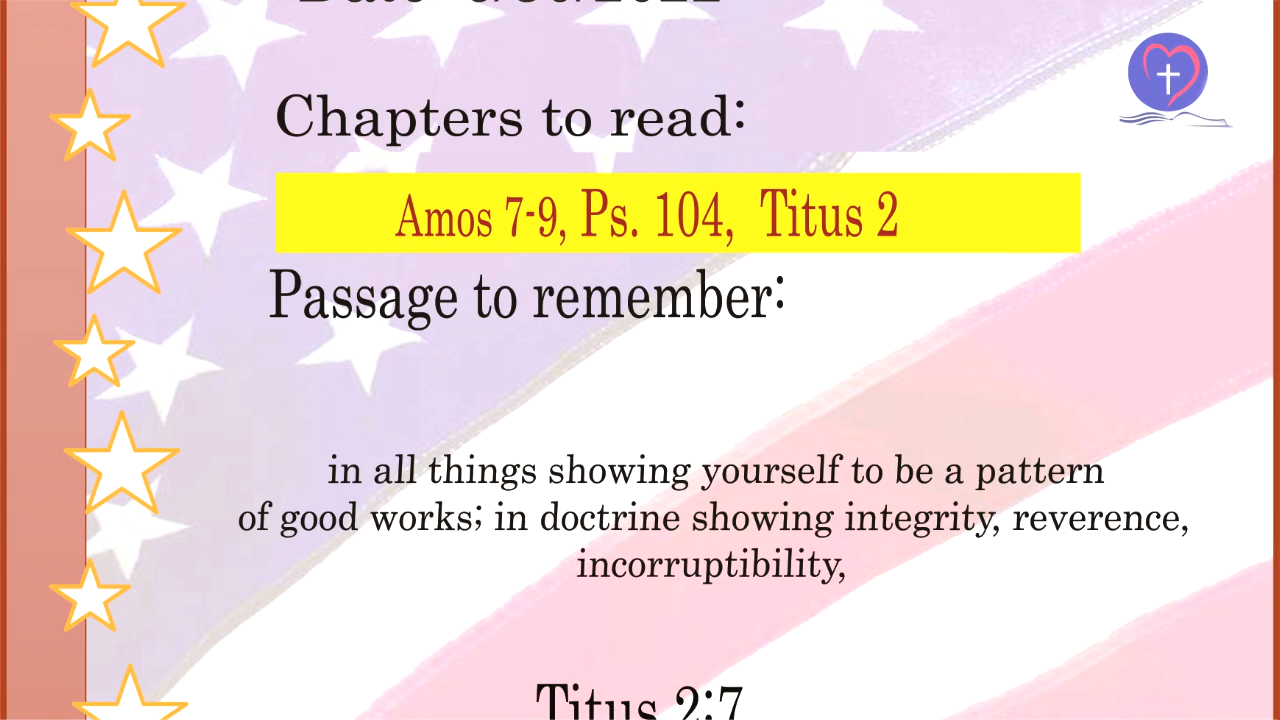 Chapters to read:
Amos 7-9, Ps. 104, Titus 2
Passage to remember:
in all things showing yourself to be a pattern
of good works; in doctrine showing integrity, reverence,
incorruptibility,
Titus 2:7